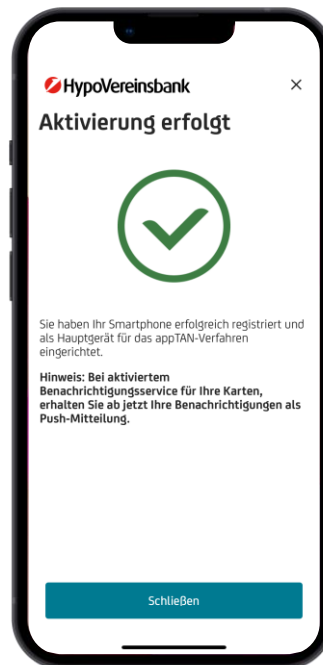 HypoVereinsbank
Aktivierung erfolgt
Sie haben Ihr Smartphone erfolgreich registriert und
als Hauptgerät für das appTAN-Verfahren
eingerichtet.
Hinweis: Bei aktiviertem
Benachrichtigungsservice für Ihre Karten,
erhalten Sie ab jetzt Ihre Benachrichtigungen als
Push-Mitteilung.
Schließen